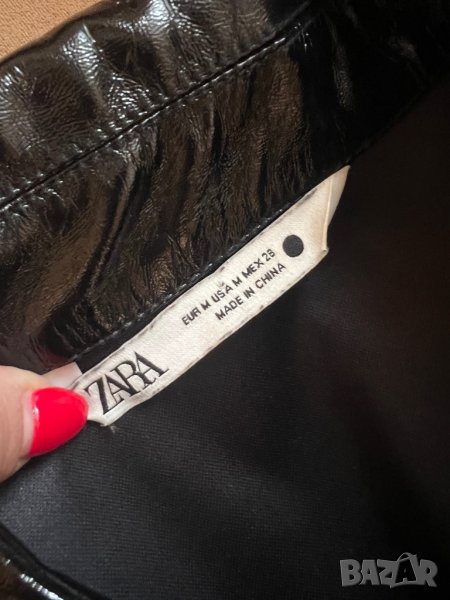 ZARA
EUR M USA M MEX 28
MADE IN CHINA
BAZAR